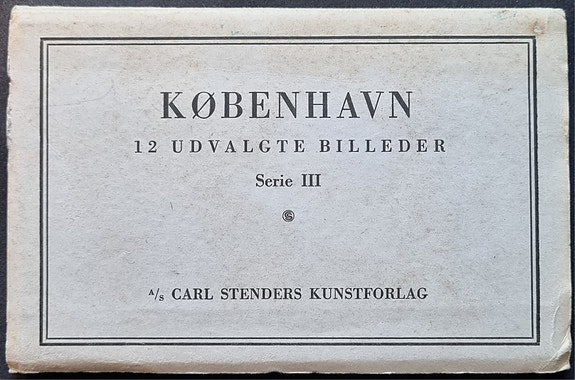 KØBENHAVN
12 UDVALGTE BILLEDER
Serie III
A/S CARL STENDERS KUNSTFORLAG